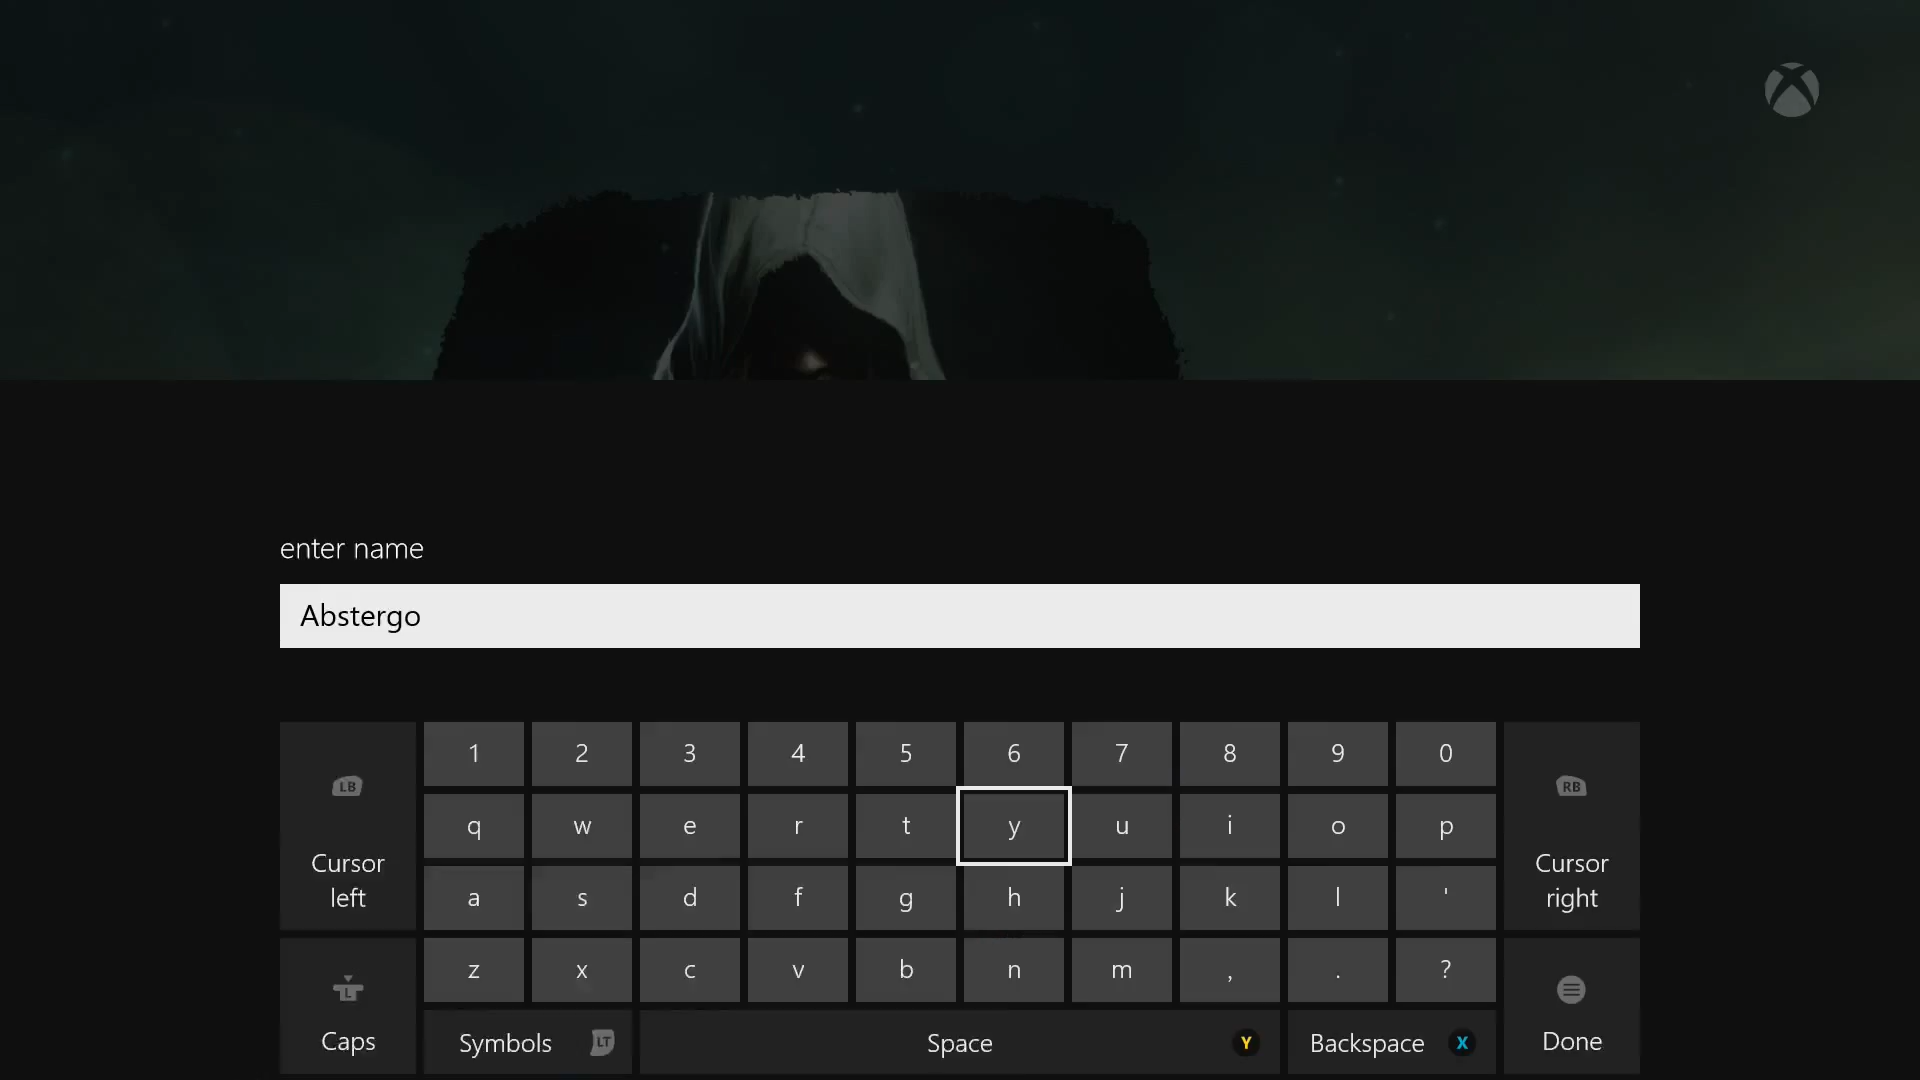 enter name
Abstergo
1 2 3 4 5 6 7 8 9 0
LB RB
q w e r t y u i o p
Cursor left
Cursor right
a s d f g h j k l '
z x c v b n m , . ?
L
Caps
Symbols LT
Space Y
Backspace X
Done